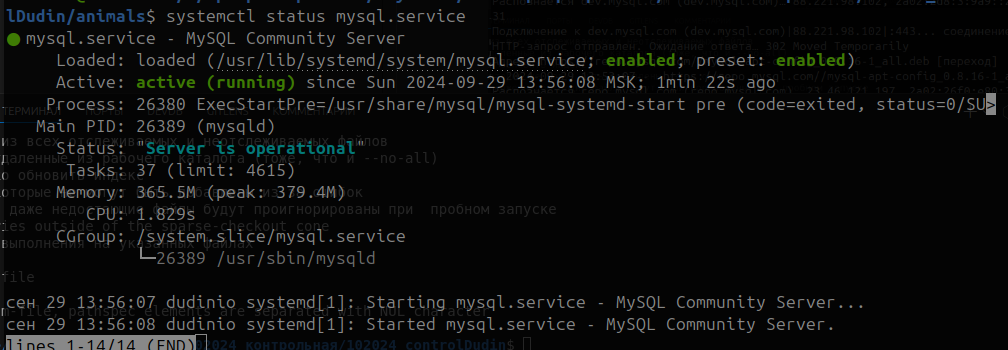 lDudin/animals$ systemctl status mysql.service
● mysql.service - MySQL Community Server
Loaded: loaded (/usr/lib/systemd/system/mysql.service; enabled; preset: enabled)
Active: active (running) since Sun 2024-09-29 13:56:08 MSK; 1min 22s ago
Process: 26380 ExecStartPre=/usr/share/mysql/mysql-systemd-start pre (code=exited, status=0/SU>
Main PID: 26389 (mysqld)
Status: "Server is operational"
Tasks: 37 (limit: 4615)
Memory: 365.5M (peak: 379.4M)
CPU: 1.829s
CGroup: /system.slice/mysql.service
└─26389 /usr/sbin/mysqld
сен 29 13:56:07 dudinio systemd[1]: Starting mysql.service - MySQL Community Server...
сен 29 13:56:08 dudinio systemd[1]: Started mysql.service - MySQL Community Server.
lines 1-14/14 (END)